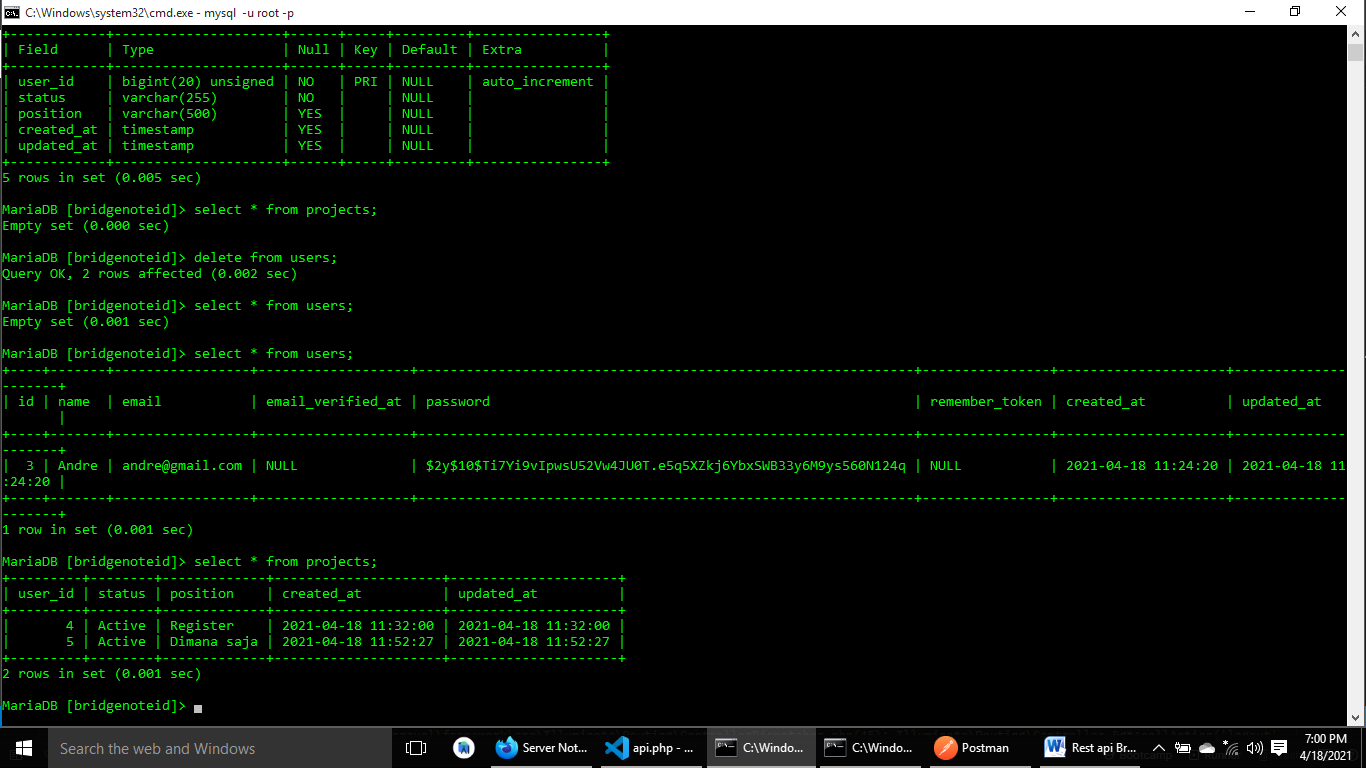 C:\Windows\system32\cmd.exe - mysql -u root -p
+------------+---------------------+------+-----+---------+----------------+
| Field      | Type                | Null | Key | Default | Extra          |
+------------+---------------------+------+-----+---------+----------------+
| user_id    | bigint(20) unsigned | NO   | PRI | NULL    | auto_increment |
| status     | varchar(255)        | NO   |     | NULL    |                |
| position   | varchar(500)        | YES  |     | NULL    |                |
| created_at | timestamp           | YES  |     | NULL    |                |
| updated_at | timestamp           | YES  |     | NULL    |                |
+------------+---------------------+------+-----+---------+----------------+
5 rows in set (0.005 sec)
MariaDB [bridgenoteid]> select * from projects;
Empty set (0.000 sec)
MariaDB [bridgenoteid]> delete from users;
Query OK, 2 rows affected (0.002 sec)
MariaDB [bridgenoteid]> select * from users;
Empty set (0.001 sec)
MariaDB [bridgenoteid]> select * from users;
+----+-------+-----------------+-------------------+--------------------------------------------------------------+----------------+---------------------+--------------
-------+
| id | name  | email           | email_verified_at | password                                                     | remember_token | created_at          | updated_at
       |
+----+-------+-----------------+-------------------+--------------------------------------------------------------+----------------+---------------------+--------------
-------+
|  3 | Andre | andre@gmail.com | NULL              | $2y$10$Ti7Yi9vIpwsU52Vw4JU0T.e5q5XZkj6YbxSWB33y6M9ys560N124q | NULL           | 2021-04-18 11:24:20 | 2021-04-18 11
:24:20 |
+----+-------+-----------------+-------------------+--------------------------------------------------------------+----------------+---------------------+--------------
-------+
1 row in set (0.001 sec)
MariaDB [bridgenoteid]> select * from projects;
+---------+--------+-------------+---------------------+---------------------+
| user_id | status | position    | created_at          | updated_at          |
+---------+--------+-------------+---------------------+---------------------+
|       4 | Active | Register    | 2021-04-18 11:32:00 | 2021-04-18 11:32:00 |
|       5 | Active | Dimana saja | 2021-04-18 11:52:27 | 2021-04-18 11:52:27 |
+---------+--------+-------------+---------------------+---------------------+
2 rows in set (0.001 sec)
MariaDB [bridgenoteid]>
Search the web and Windows
Server Not...
api.php - ...
C:\Windo...
C:\Windo...
Postman
Rest api Br...
7:00 PM
4/18/2021